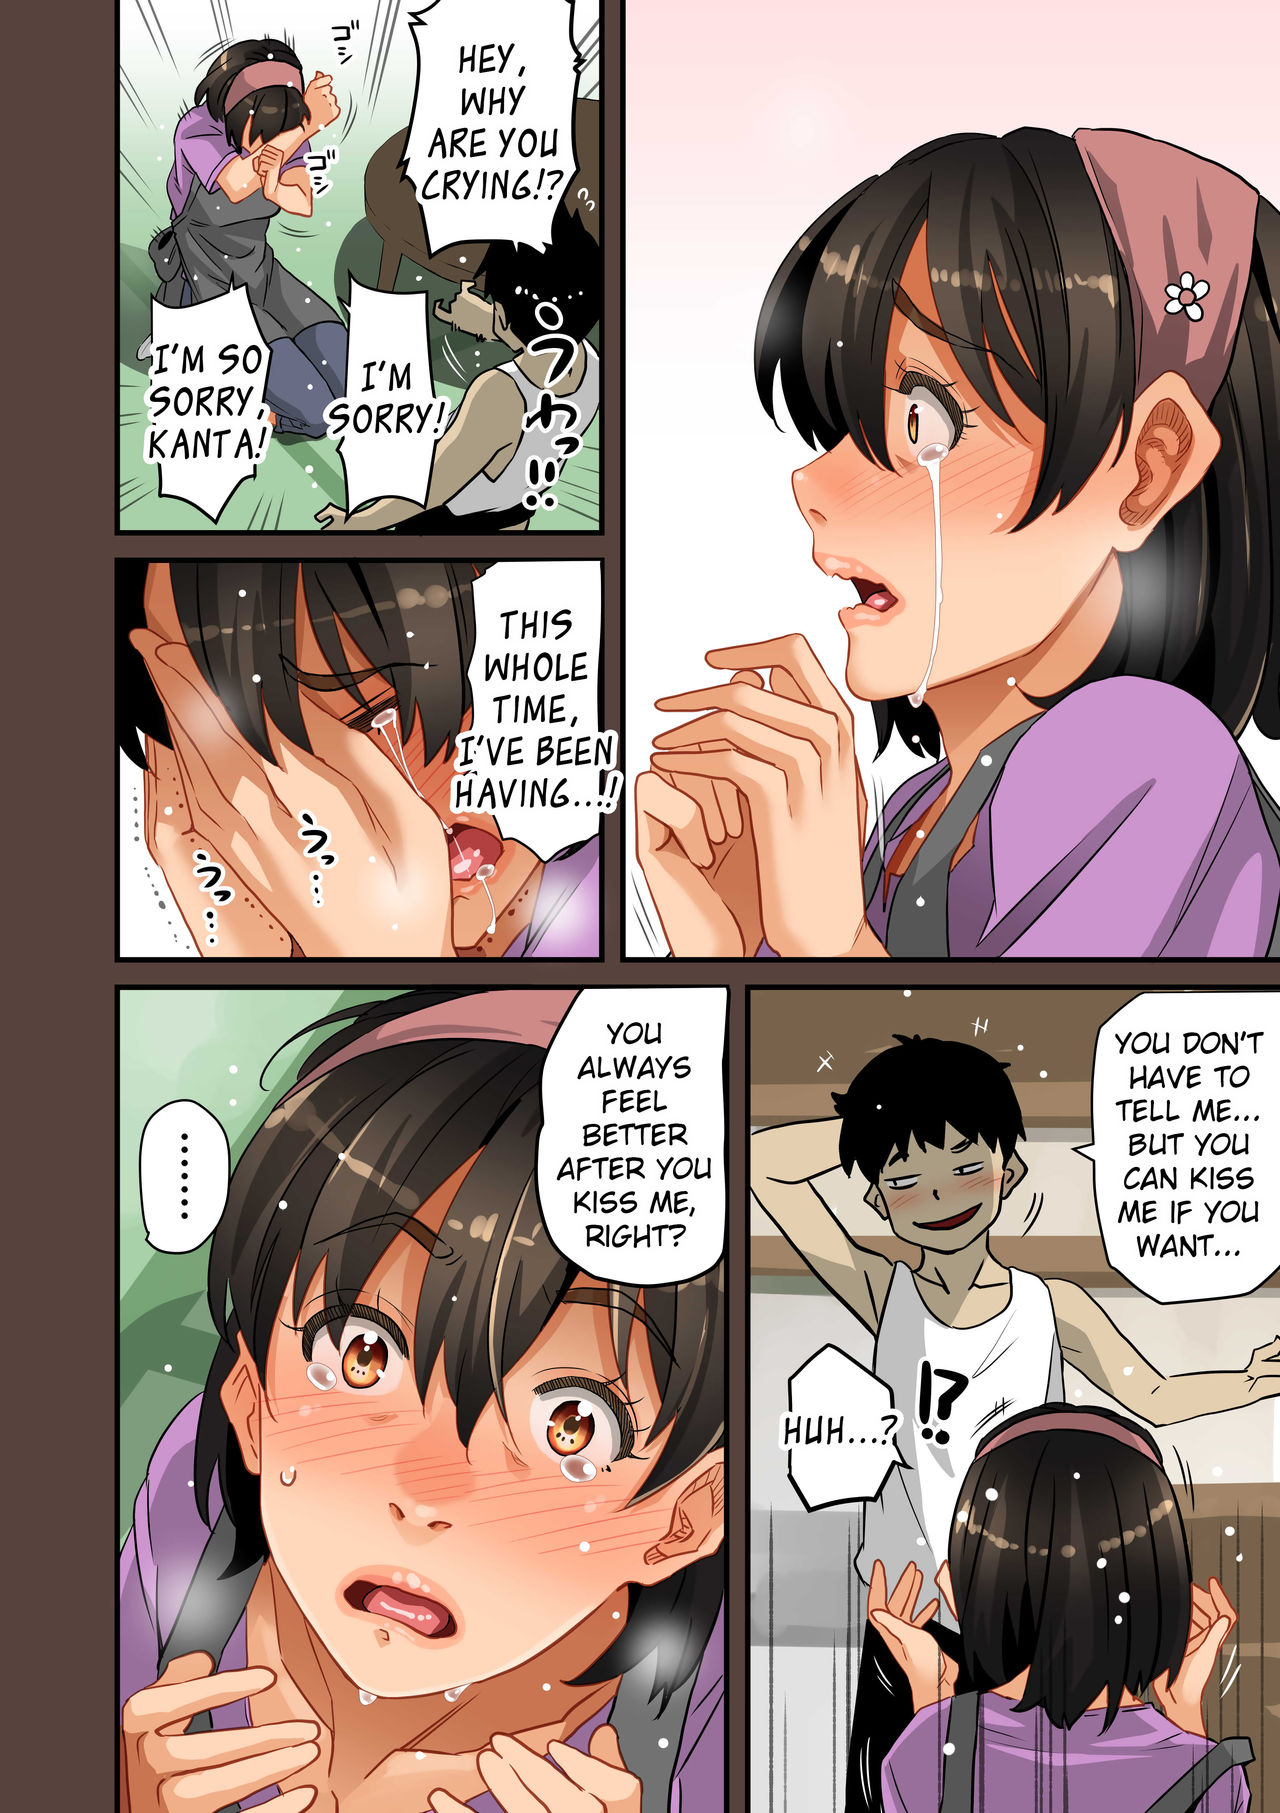 HEY,
WHY
ARE YOU
CRYING!?
ゴシ
ゴシ
うわっ!!
I'M
SORRY!
I'M SO
SORRY,
KANTA!
THIS
WHOLE
TIME,
I'VE BEEN
HAVING...!!
うっ…
うっ…
YOU DON'T
HAVE TO
TELL ME...
BUT YOU
CAN KISS
ME IF YOU
WANT...
!?
HUH...?
YOU
ALWAYS
FEEL
BETTER
AFTER YOU
KISS ME,
RIGHT?
.......